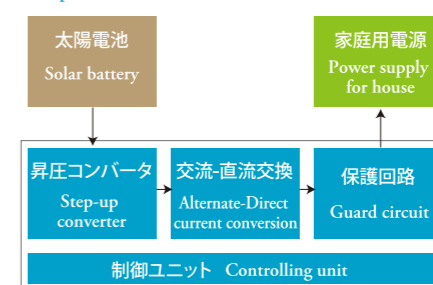 太陽電池
Solar battery
家庭用電源
Power supply
for house
昇圧コンバータ
Step-up
converter
交流-直流交換
Alternate-Direct
current conversion
保護回路
Guard circuit
制御ユニット Controlling unit